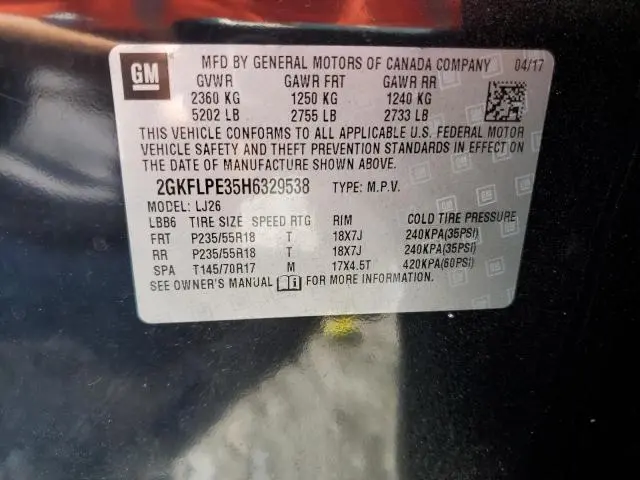 GM
MFD BY GENERAL MOTORS OF CANADA COMPANY 04/17
GVWR GAWR FRT GAWR RR
2360 KG 1250 KG 1240 KG
5202 LB 2755 LB 2733 LB
THIS VEHICLE CONFORMS TO ALL APPLICABLE U.S. FEDERAL MOTOR
VEHICLE SAFETY AND THEFT PREVENTION STANDARDS IN EFFECT ON
THE DATE OF MANUFACTURE SHOWN ABOVE.
2GKFLPE35H6329538 TYPE: M.P.V.
MODEL: LJ26
LBB6 TIRE SIZE SPEED RTG RIM COLD TIRE PRESSURE
FRT P235/55R18 T 18X7J 240KPA(35PSI)
RR P235/55R18 T 18X7J 240KPA(35PSI)
SPA T145/70R17 M 17X4.5T 420KPA(60PSI)
SEE OWNER'S MANUAL FOR MORE INFORMATION.